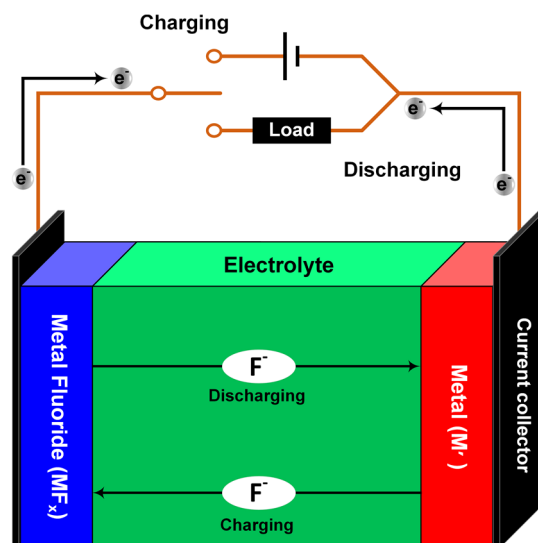 Charging
e-
e-
Load
e-
Discharging
e-
Electrolyte
Metal Fluoride (MFx)
F-
Discharging
F-
Charging
Metal (M′)
Current collector